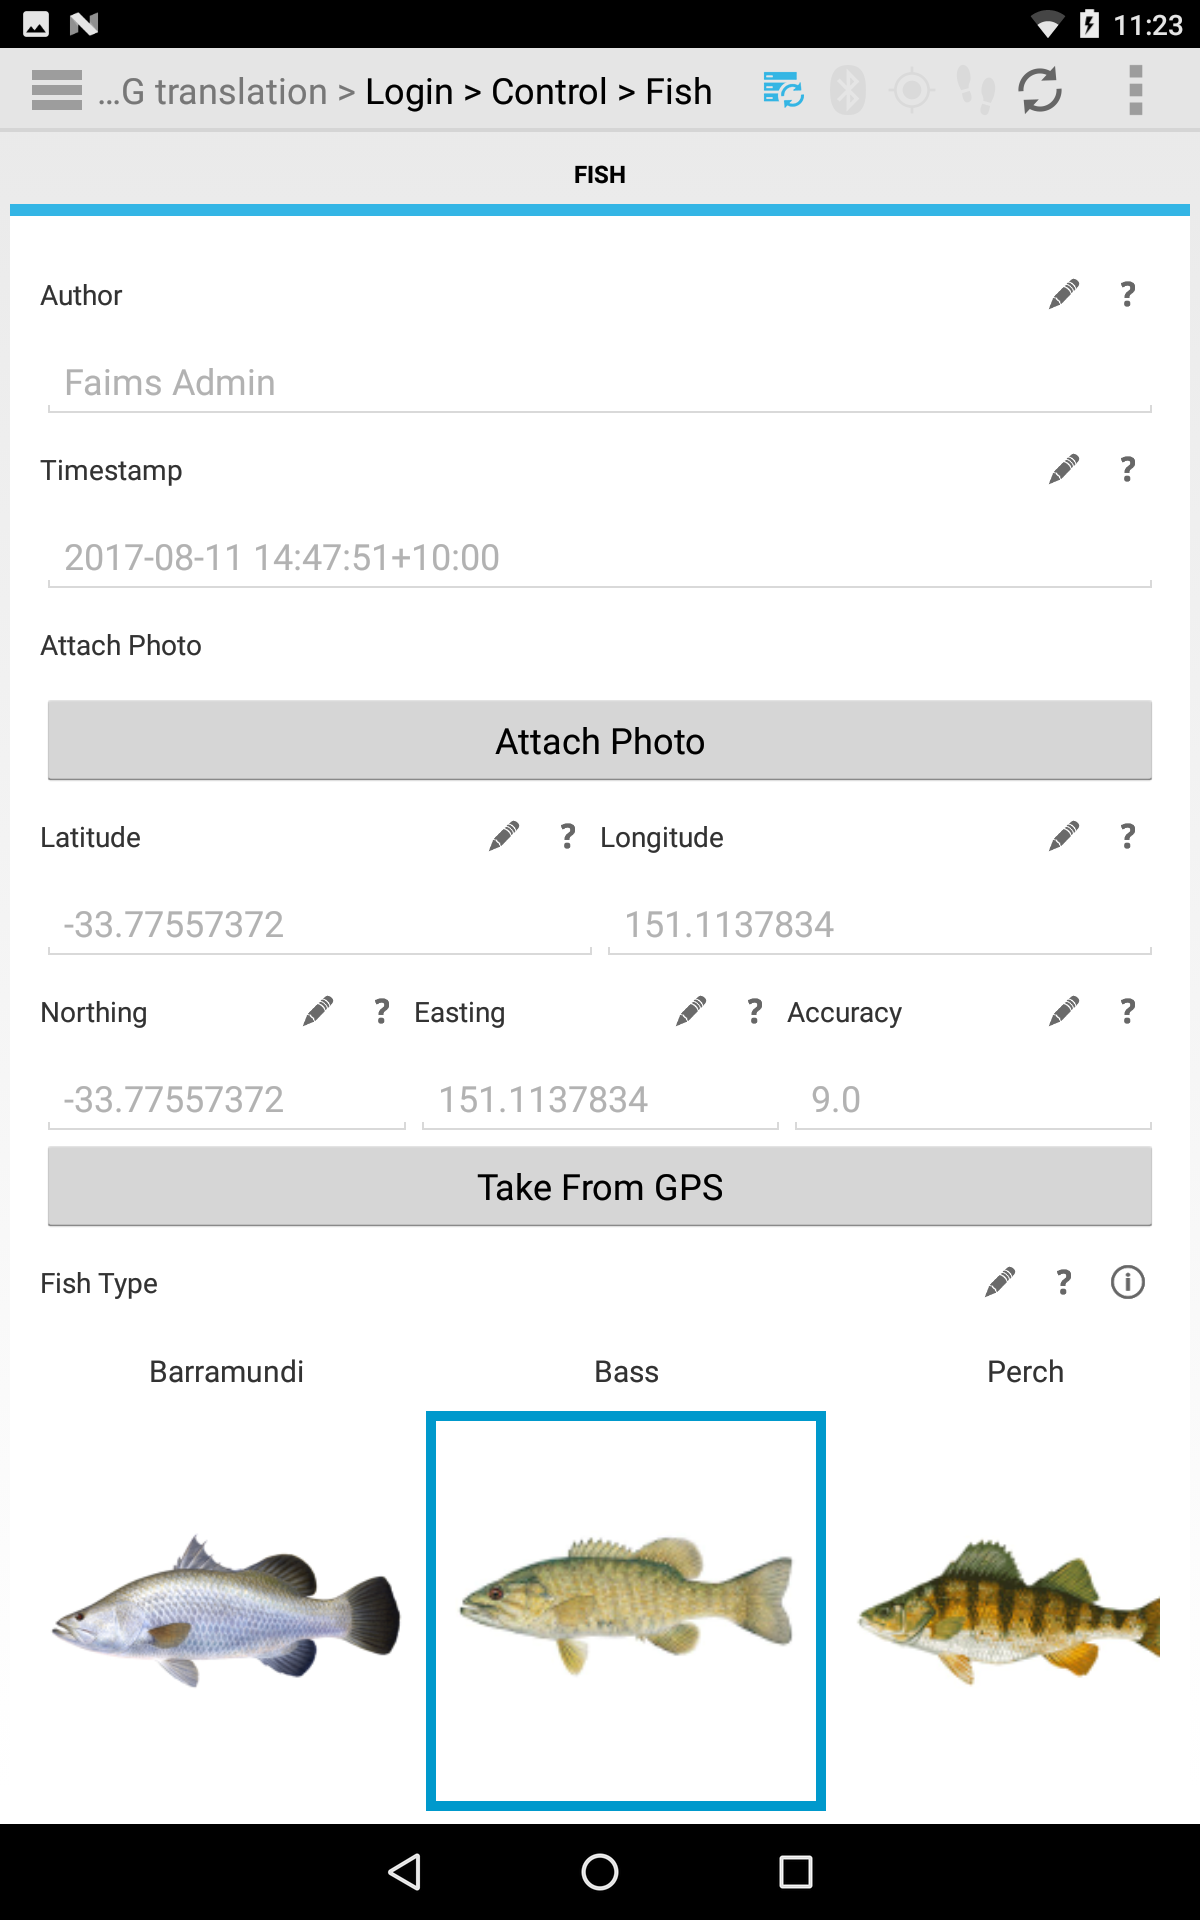 11:23
…G translation > Login > Control > Fish
FISH
Author ?
Faims Admin
Timestamp ?
2017-08-11 14:47:51+10:00
Attach Photo
Attach Photo
Latitude ? Longitude ?
-33.77557372 151.1137834
Northing ? Easting ? Accuracy ?
-33.77557372 151.1137834 9.0
Take From GPS
Fish Type ?
Barramundi Bass Perch